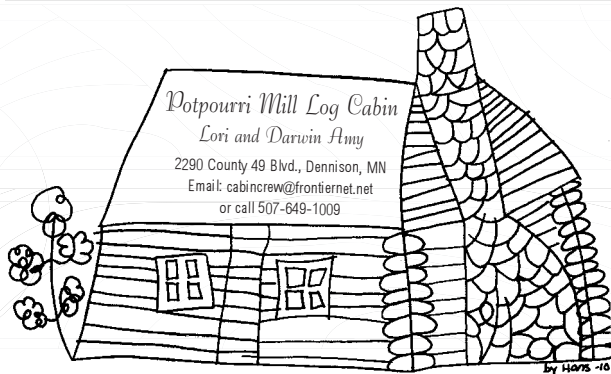 Potpourri Mill Log Cabin
Lori and Darwin Amy
2290 County 49 Blvd., Dennison, MN
Email: cabincrew@frontiernet.net
or call 507-649-1009
by Hans -10